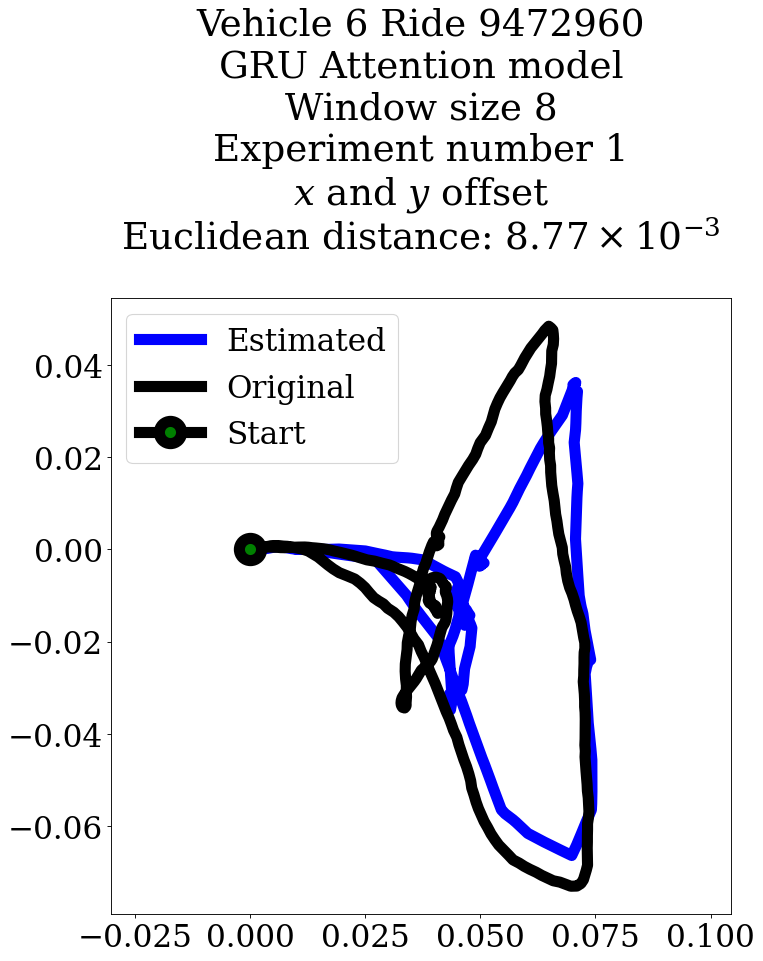 Vehicle 6 Ride 9472960
GRU Attention model
Window size 8
Experiment number 1
x and y offset
Euclidean distance: 8.77 × 10⁻³
Estimated
Original
Start
0.04
0.02
0.00
−0.02
−0.04
−0.06
−0.025 0.000 0.025 0.050 0.075 0.100